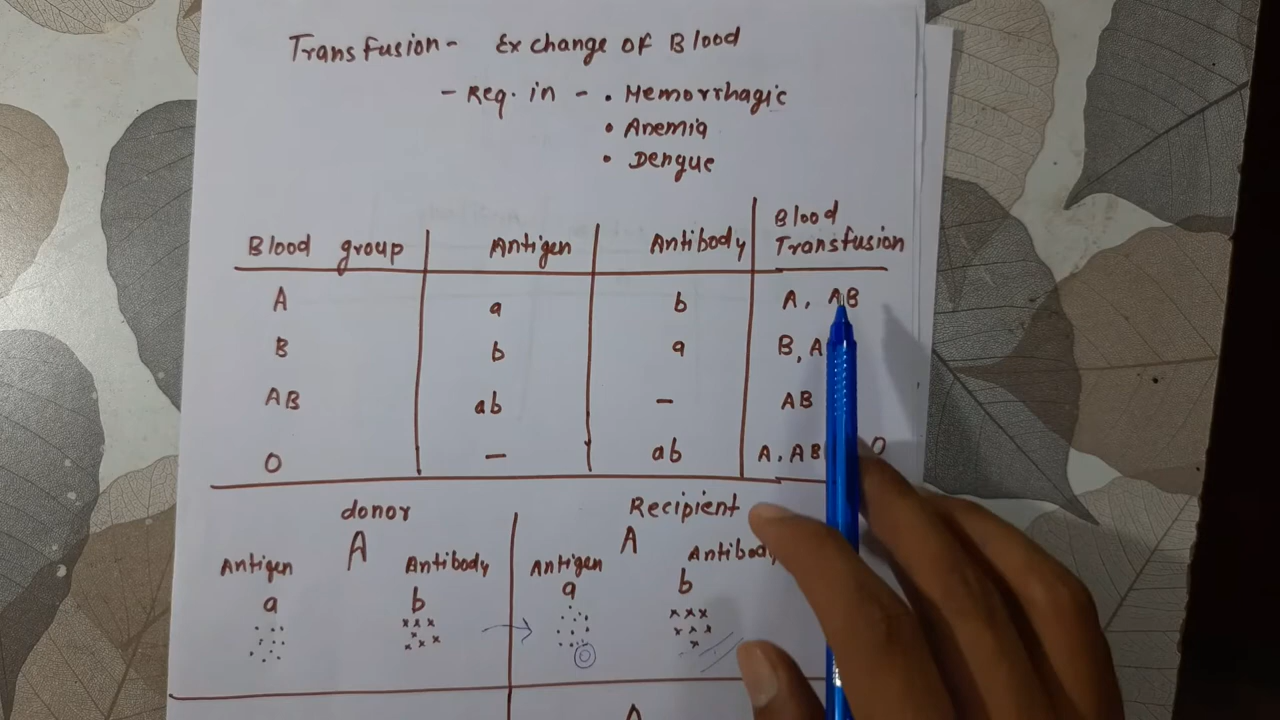 Transfusion- Exchange of Blood
- Req. in - • Hemorrhagic
• Anemia
• Dengue
Blood group Antigen Antibody Blood Transfusion
A a b A, AB
B b a B, A
AB ab - AB
O - ab A, AB O
donor Recipient
A A
Antigen Antibody Antigen Antibody
a b a b